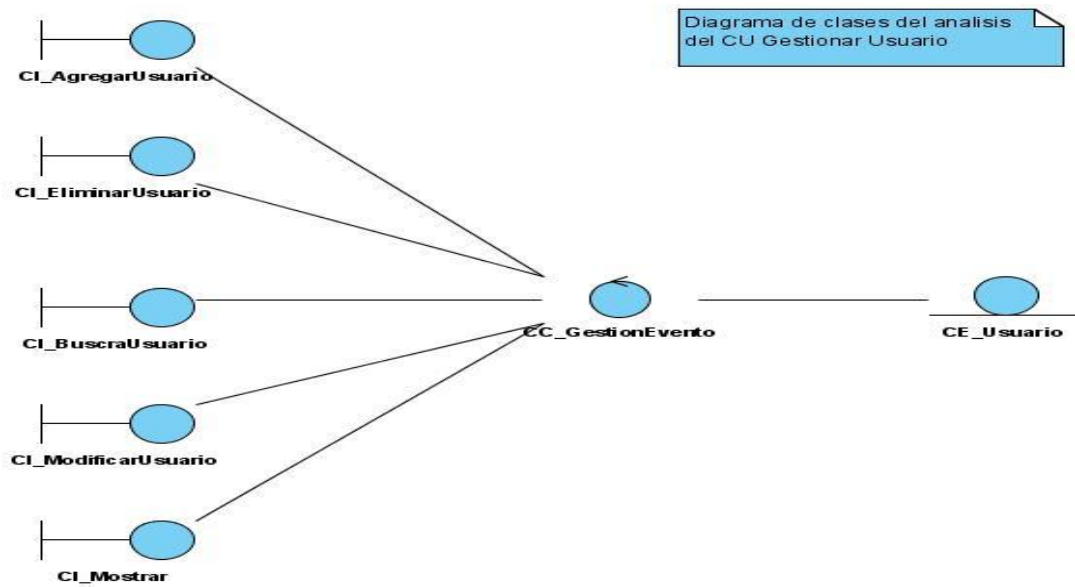 Diagrama de clases del analisis
del CU Gestionar Usuario
CI_AgregarUsuario
CI_EliminarUsuario
CI_BuscraUsuario
CC_GestionEvento
CE_Usuario
CI_ModificarUsuario
CI_Mostrar